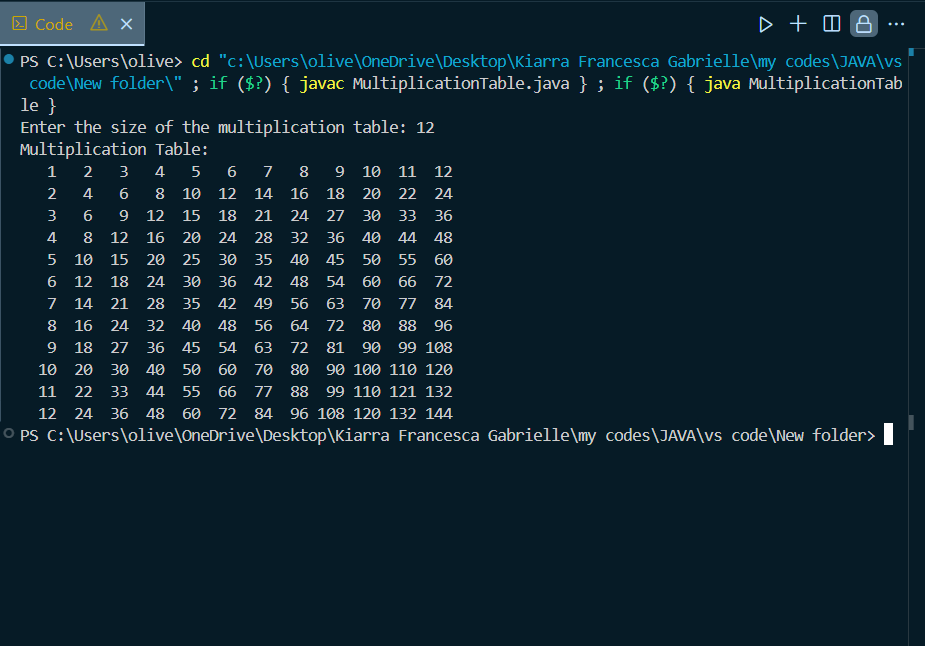 Code
PS C:\Users\olive> cd "c:\Users\olive\OneDrive\Desktop\Kiarra Francesca Gabrielle\my codes\JAVA\vs
 code\New folder\" ; if ($?) { javac MultiplicationTable.java } ; if ($?) { java MultiplicationTab
le }
Enter the size of the multiplication table: 12
Multiplication Table:
   1   2   3   4   5   6   7   8   9  10  11  12
   2   4   6   8  10  12  14  16  18  20  22  24
   3   6   9  12  15  18  21  24  27  30  33  36
   4   8  12  16  20  24  28  32  36  40  44  48
   5  10  15  20  25  30  35  40  45  50  55  60
   6  12  18  24  30  36  42  48  54  60  66  72
   7  14  21  28  35  42  49  56  63  70  77  84
   8  16  24  32  40  48  56  64  72  80  88  96
   9  18  27  36  45  54  63  72  81  90  99 108
  10  20  30  40  50  60  70  80  90 100 110 120
  11  22  33  44  55  66  77  88  99 110 121 132
  12  24  36  48  60  72  84  96 108 120 132 144
PS C:\Users\olive\OneDrive\Desktop\Kiarra Francesca Gabrielle\my codes\JAVA\vs code\New folder>